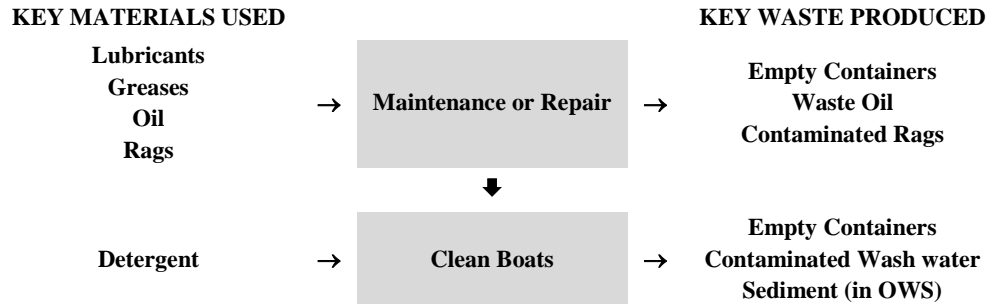 KEY MATERIALS USED
KEY WASTE PRODUCED
Lubricants
Greases
Oil
Rags
→
Maintenance or Repair
→
Empty Containers
Waste Oil
Contaminated Rags
Detergent
→
Clean Boats
→
Empty Containers
Contaminated Wash water
Sediment (in OWS)